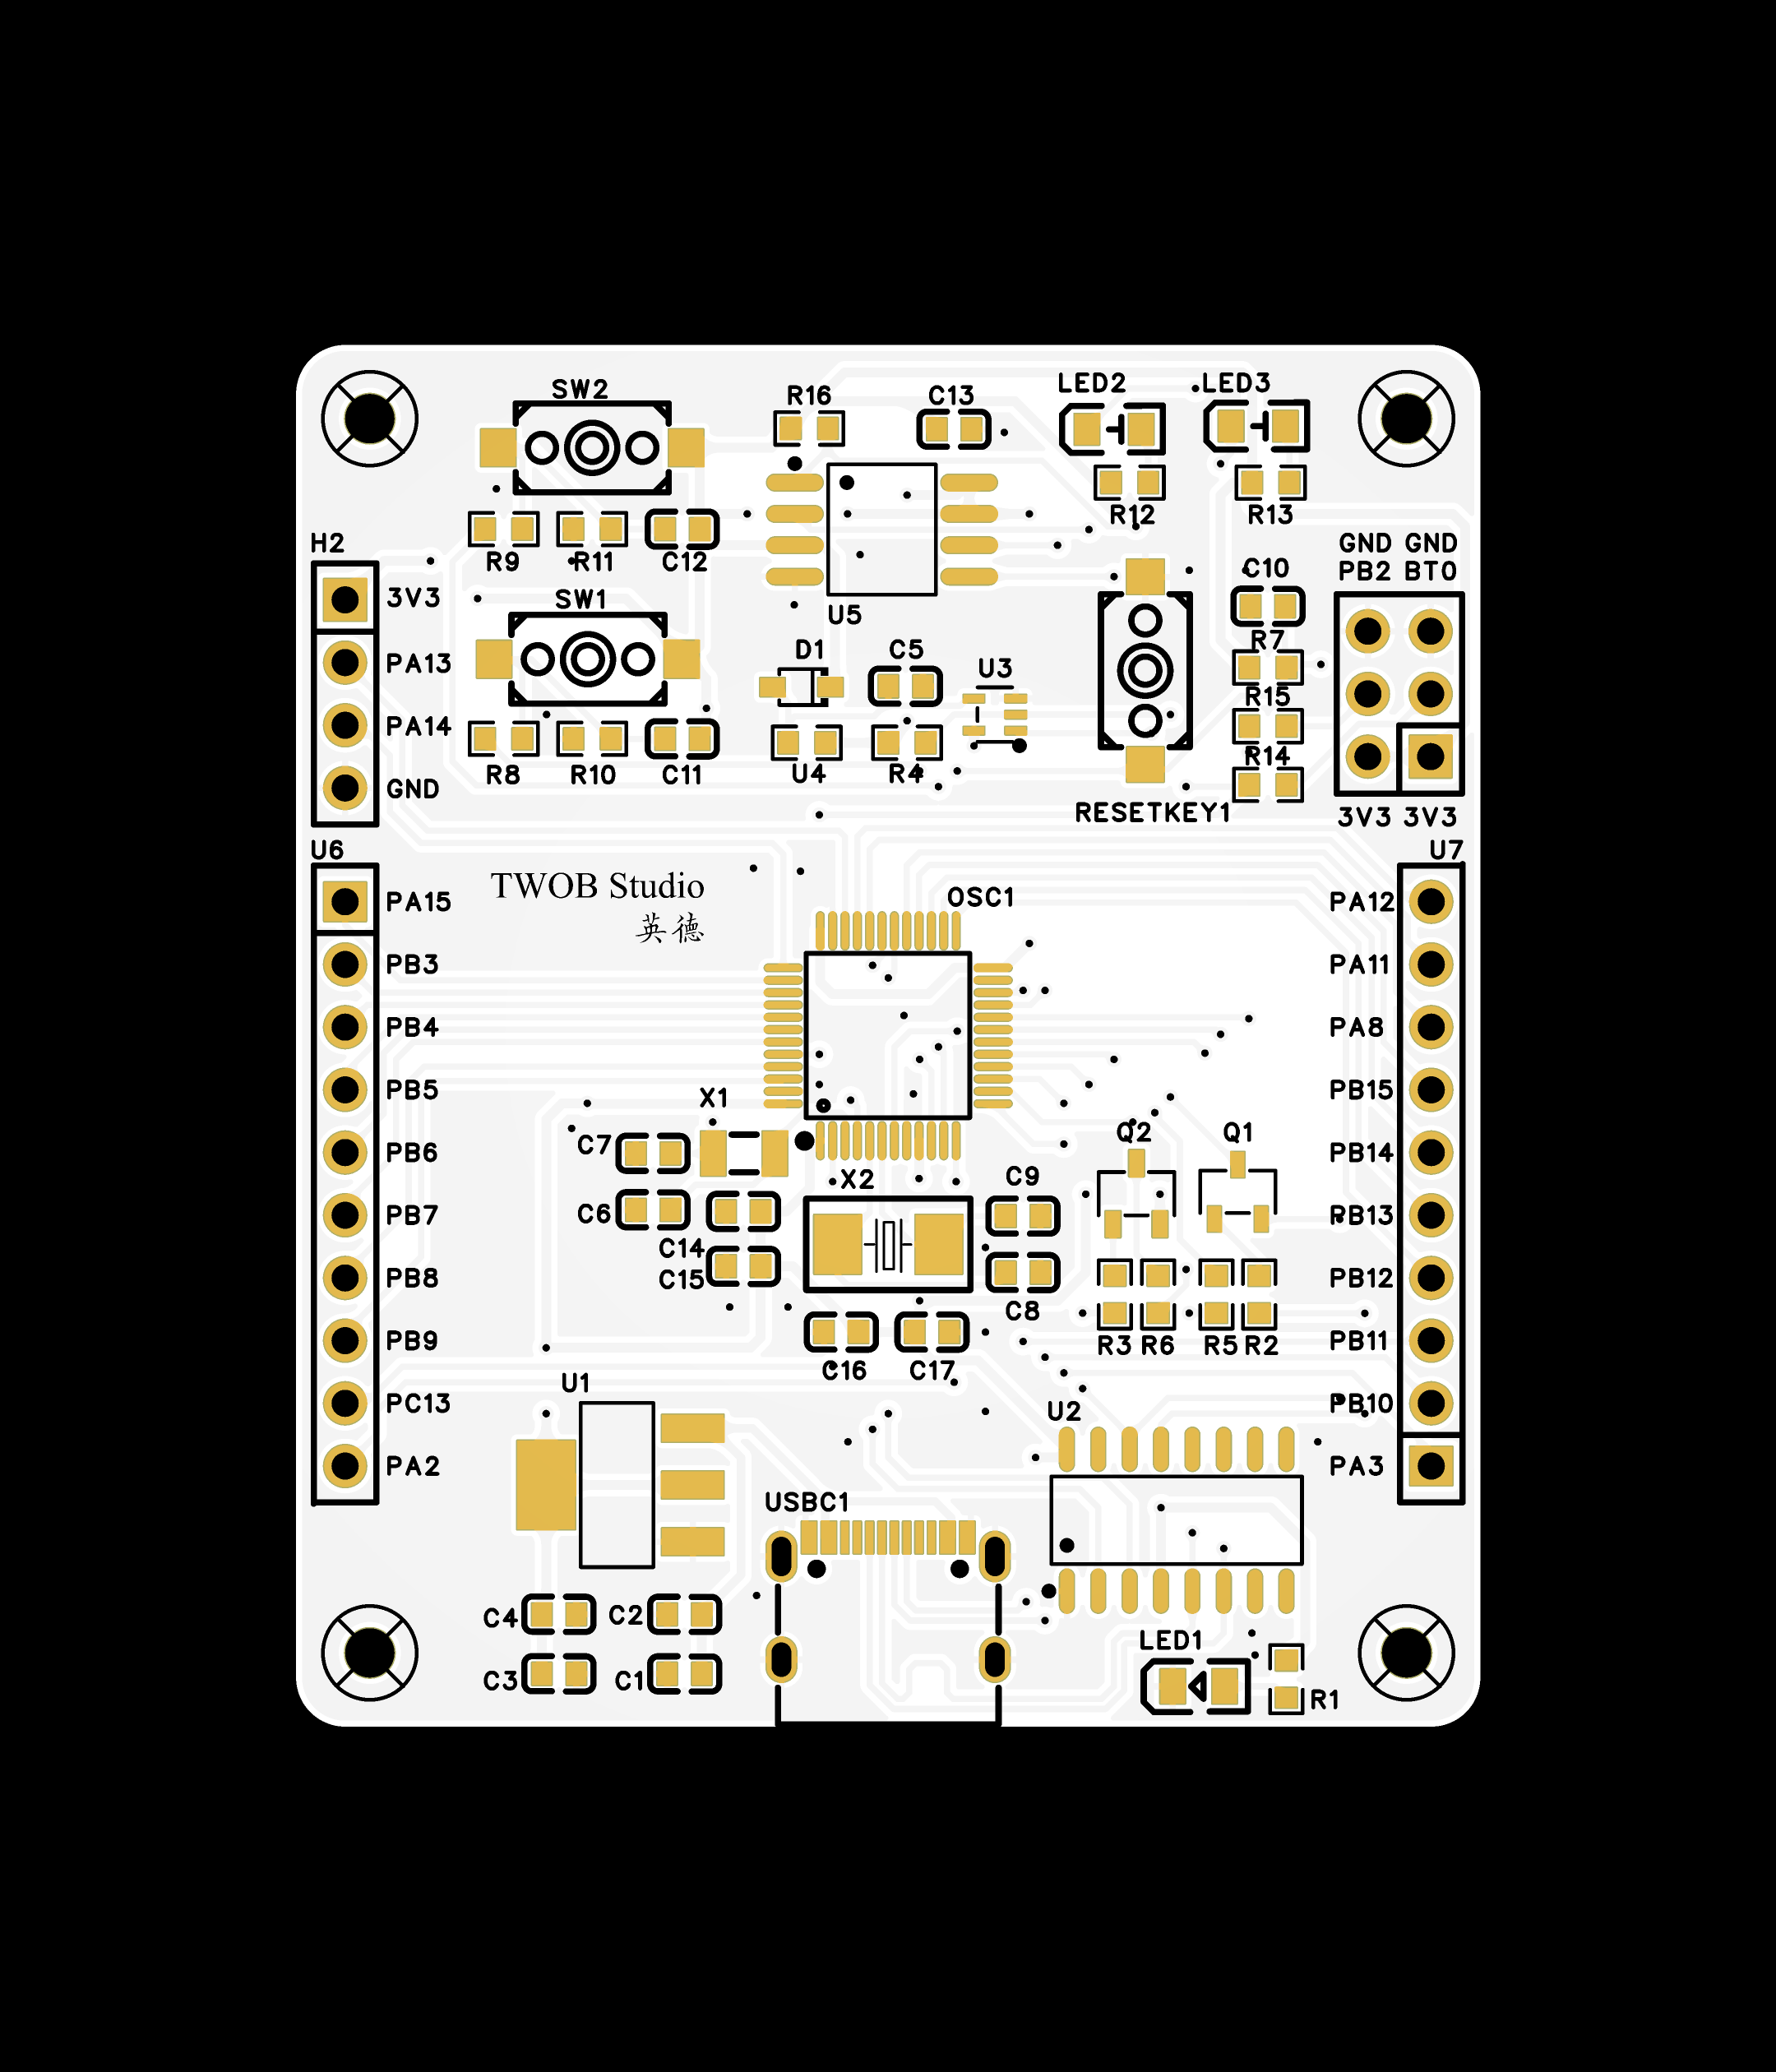 SW2
R16
C13
LED2
LED3
R12
R13
R9
R11
C12
H2
GND GND
PB2 BT0
C10
3V3
SW1
U5
R7
D1
C5
U3
PA13
R15
PA14
R14
R8
R10
C11
U4
R4
GND
RESETKEY1
3V3 3V3
U6
U7
TWOB Studio
英德
OSC1
PA15
PA12
PB3
PA11
PB4
PA8
PB5
PB15
X1
C7
Q2
Q1
PB6
PB14
X2
C9
C6
PB7
PB13
C14
C15
PB8
PB12
C8
PB9
PB11
R3
R6
R5
R2
C16
C17
U1
PC13
PB10
U2
PA2
PA3
USBC1
C4
C2
LED1
C3
C1
R1